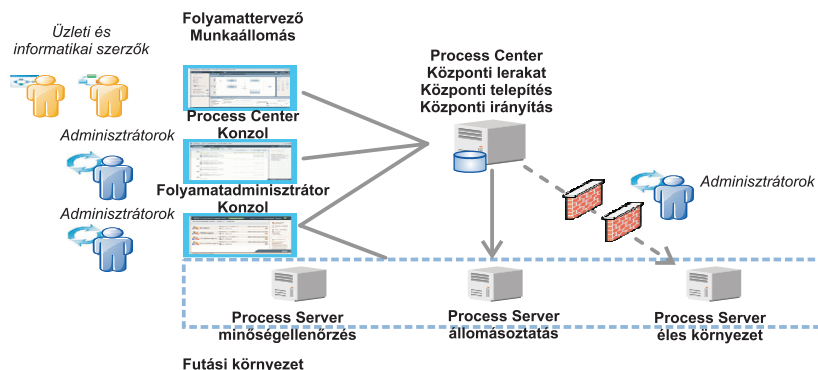 Üzleti és
informatikai szerzők
Folyamattervező
Munkaállomás
Process Center
Központi lerakat
Központi telepítés
Központi irányítás
Adminisztrátorok
Process Center
Konzol
Adminisztrátorok
Folyamatadminisztrátor
Konzol
Adminisztrátorok
Process Server
minőségellenőrzés
Process Server
állomásoztatás
Process Server
éles környezet
Futási környezet